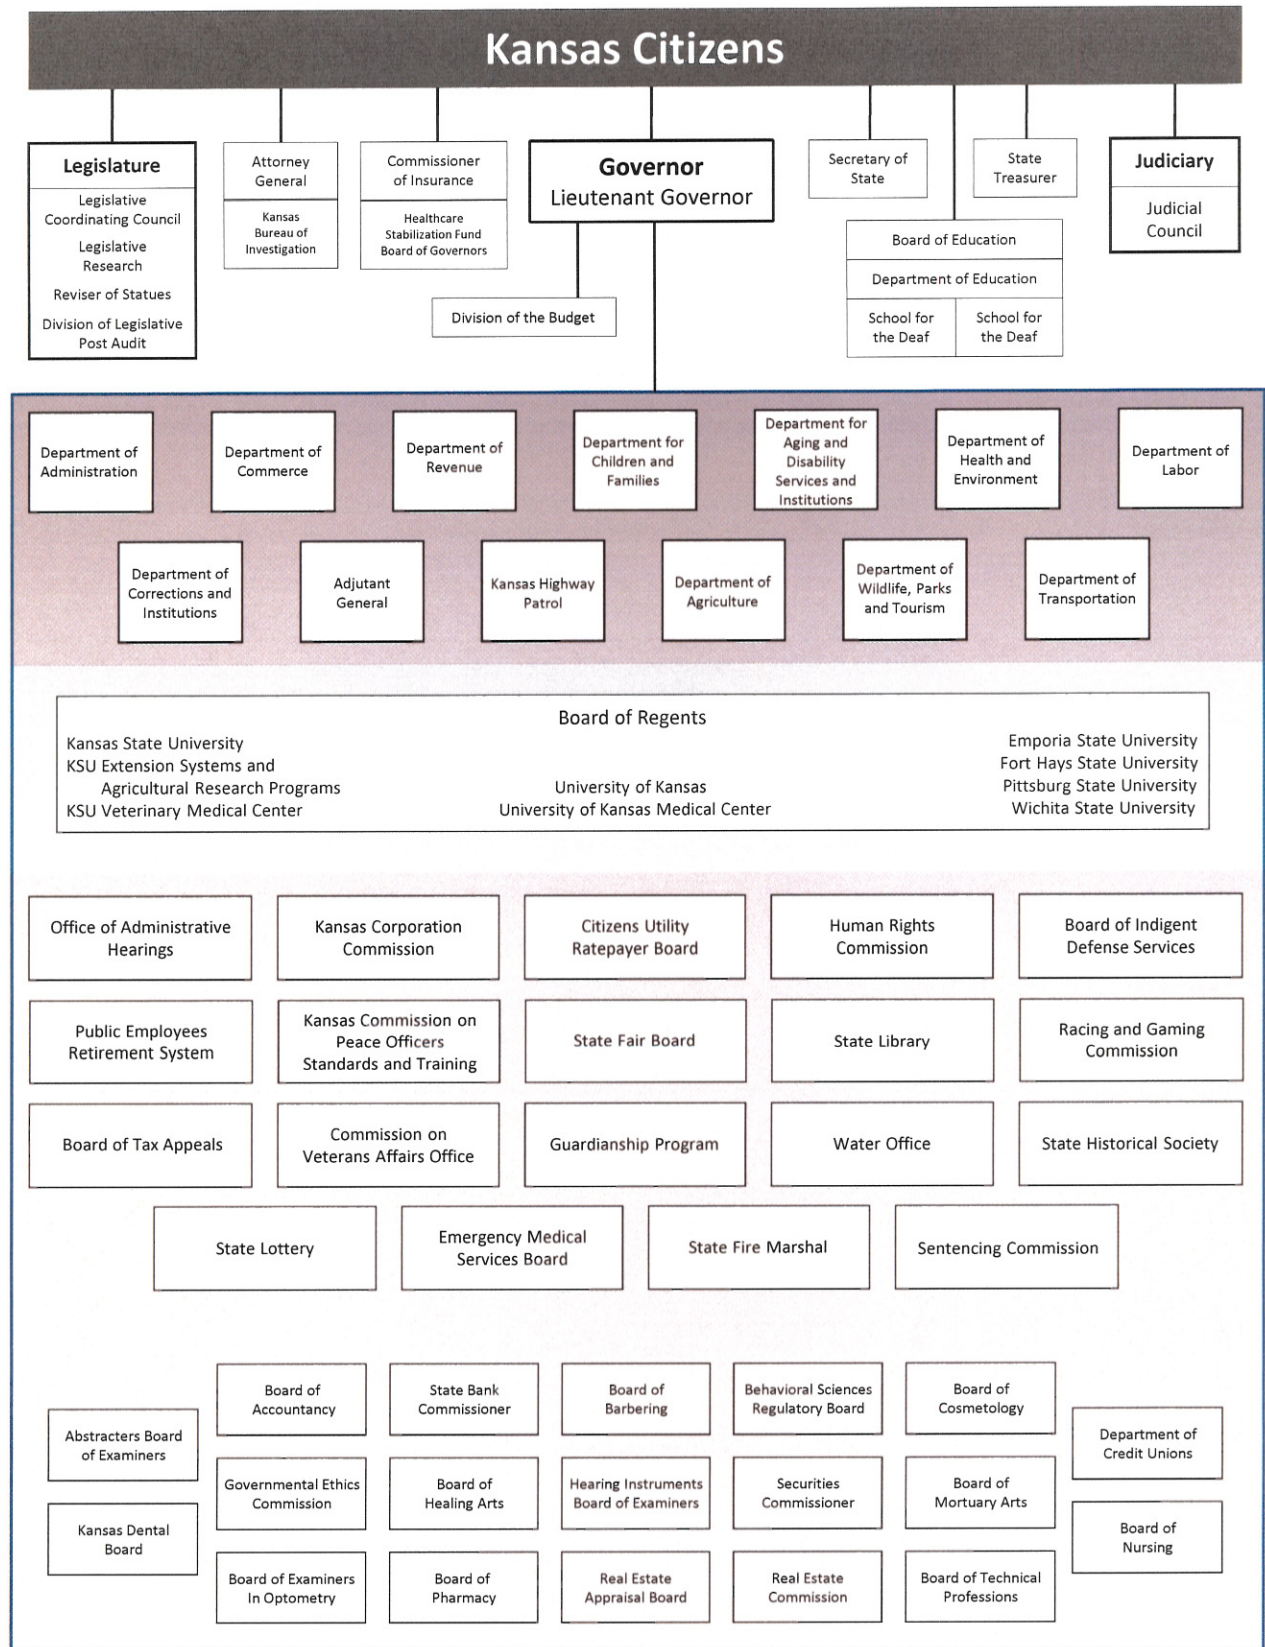 Kansas Citizens
Legislature
Legislative
Coordinating Council
Legislative
Research
Reviser of Statues
Division of Legislative
Post Audit
Attorney
General
Kansas
Bureau of
Investigation
Commissioner
of Insurance
Healthcare
Stabilization Fund
Board of Governors
Governor
Lieutenant Governor
Division of the Budget
Secretary of
State
Board of Education
Department of Education
School for
the Deaf
School for
the Deaf
State
Treasurer
Judiciary
Judicial
Council
Department of
Administration
Department of
Commerce
Department of
Revenue
Department for
Children and
Families
Department for
Aging and
Disability
Services and
Institutions
Department of
Health and
Environment
Department of
Labor
Department of
Corrections and
Institutions
Adjutant
General
Kansas Highway
Patrol
Department of
Agriculture
Department of
Wildlife, Parks
and Tourism
Department of
Transportation
Board of Regents
Kansas State University
KSU Extension Systems and
Agricultural Research Programs
KSU Veterinary Medical Center
University of Kansas
University of Kansas Medical Center
Emporia State University
Fort Hays State University
Pittsburg State University
Wichita State University
Office of Administrative
Hearings
Kansas Corporation
Commission
Citizens Utility
Ratepayer Board
Human Rights
Commission
Board of Indigent
Defense Services
Public Employees
Retirement System
Kansas Commission on
Peace Officers
Standards and Training
State Fair Board
State Library
Racing and Gaming
Commission
Board of Tax Appeals
Commission on
Veterans Affairs Office
Guardianship Program
Water Office
State Historical Society
State Lottery
Emergency Medical
Services Board
State Fire Marshal
Sentencing Commission
Abstracters Board
of Examiners
Kansas Dental
Board
Board of
Accountancy
State Bank
Commissioner
Board of
Barbering
Behavioral Sciences
Regulatory Board
Board of
Cosmetology
Governmental Ethics
Commission
Board of
Healing Arts
Hearing Instruments
Board of Examiners
Securities
Commissioner
Board of
Mortuary Arts
Board of Examiners
In Optometry
Board of
Pharmacy
Real Estate
Appraisal Board
Real Estate
Commission
Board of Technical
Professions
Department of
Credit Unions
Board of
Nursing